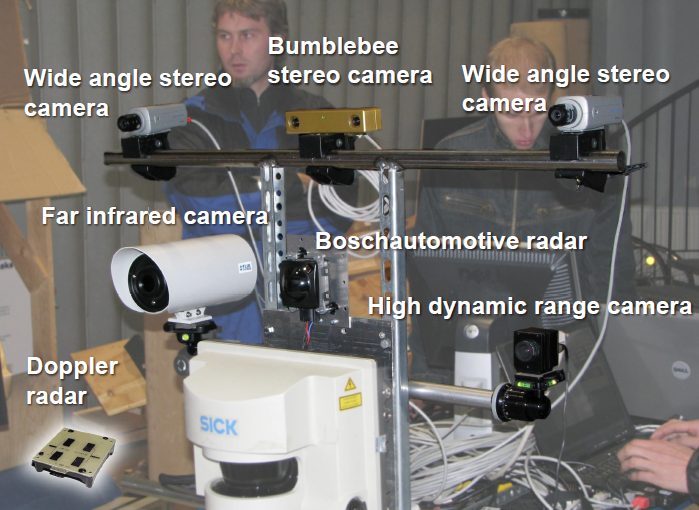 Bumblebee
stereo camera
Wide angle stereo
camera
Wide angle stereo
camera
Far infrared camera
Boschautomotive radar
High dynamic range camera
Doppler
radar
SICK
DELL